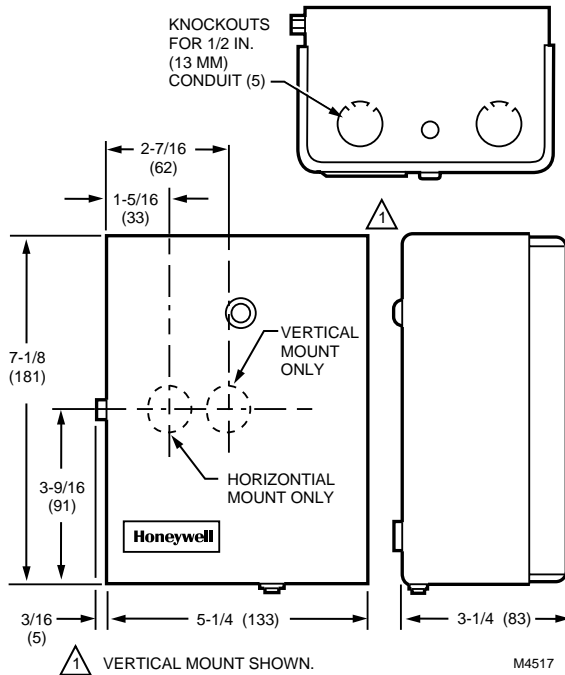 KNOCKOUTS
FOR 1/2 IN.
(13 MM)
CONDUIT (5)
2-7/16
(62)
1-5/16
(33)
1
7-1/8
(181)
VERTICAL
MOUNT
ONLY
3-9/16
(91)
HORIZONTIAL
MOUNT ONLY
Honeywell
3/16
(5)
5-1/4 (133)
3-1/4 (83)
1 VERTICAL MOUNT SHOWN.
M4517